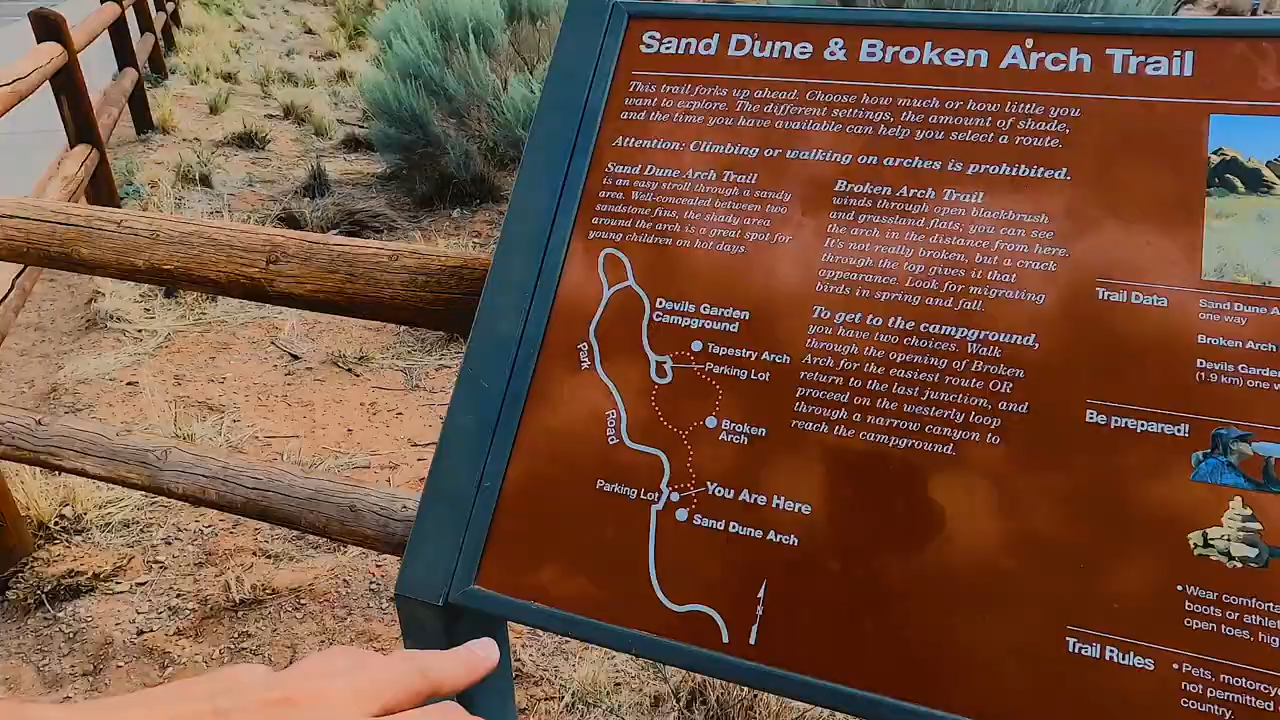 Sand Dune & Broken Arch Trail
This trail forks up ahead. Choose how much or how little you
want to explore. The different settings, the amount of shade,
and the time you have available can help you select a route.
Attention: Climbing or walking on arches is prohibited.
Sand Dune Arch Trail
is an easy stroll through a sandy
area. Well-concealed between two
sandstone fins, the shady area
around the arch is a great spot for
young children on hot days.
Broken Arch Trail
winds through open blackbrush
and grassland flats; you can see
the arch in the distance from here.
It's not really broken, but a crack
through the top gives it that
appearance. Look for migrating
birds in spring and fall.
To get to the campground,
you have two choices. Walk
through the opening of Broken
Arch for the easiest route OR
return to the last junction, and
proceed on the westerly loop
through a narrow canyon to
reach the campground.
Devils Garden
Campground
Tapestry Arch
Parking Lot
Park
Road
Broken
Arch
Parking Lot
You Are Here
Sand Dune Arch
N
Trail Data
Sand Dune A
one way
Broken Arch
Devils Garde
(1.9 km) one w
Be prepared!
• Wear comforta
boots or athlet
open toes, hig
Trail Rules
• Pets, motorcy
not permitted
country.